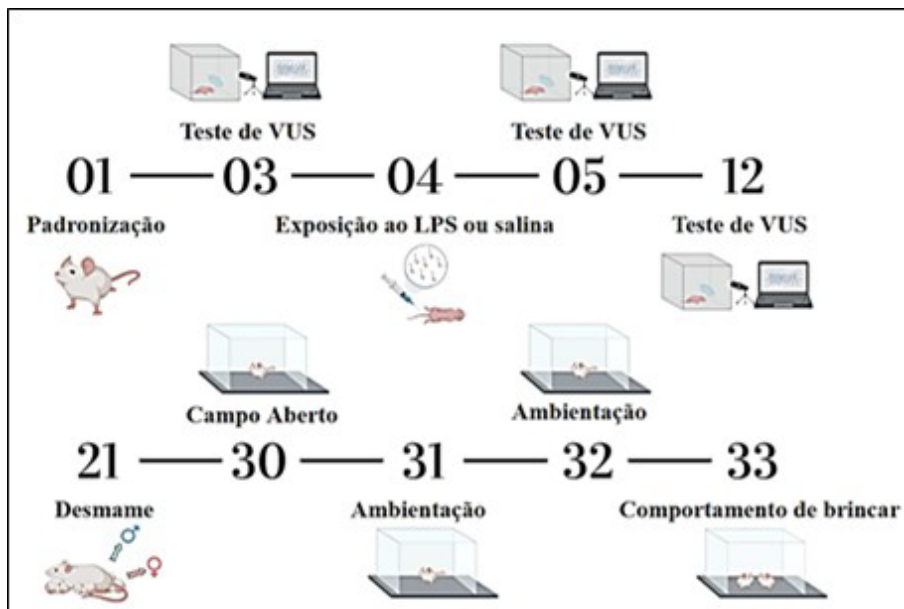 Teste de VUS Teste de VUS
01 03 04 05 12
Padronização Exposição ao LPS ou salina Teste de VUS
Campo Aberto Ambientação
21 30 31 32 33
Desmame Ambientação Comportamento de brincar